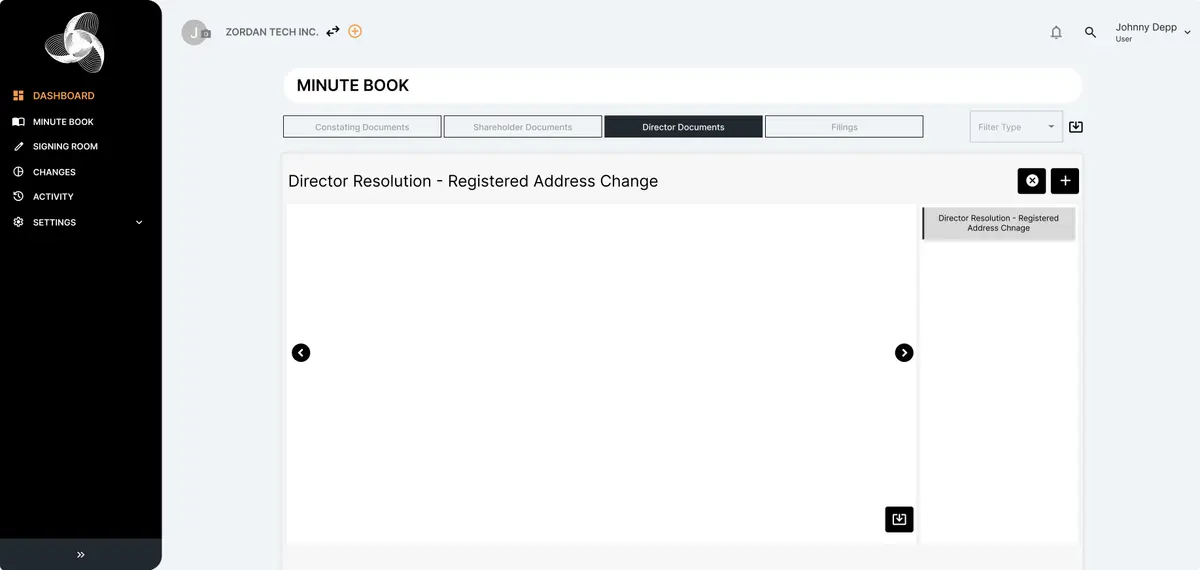 J
ZORDAN TECH INC.
Johnny Depp
User
DASHBOARD
MINUTE BOOK
SIGNING ROOM
CHANGES
ACTIVITY
SETTINGS
MINUTE BOOK
Constating Documents
Shareholder Documents
Director Documents
Filings
Filter Type
Director Resolution - Registered Address Change
Director Resolution - Registered
Address Chnage